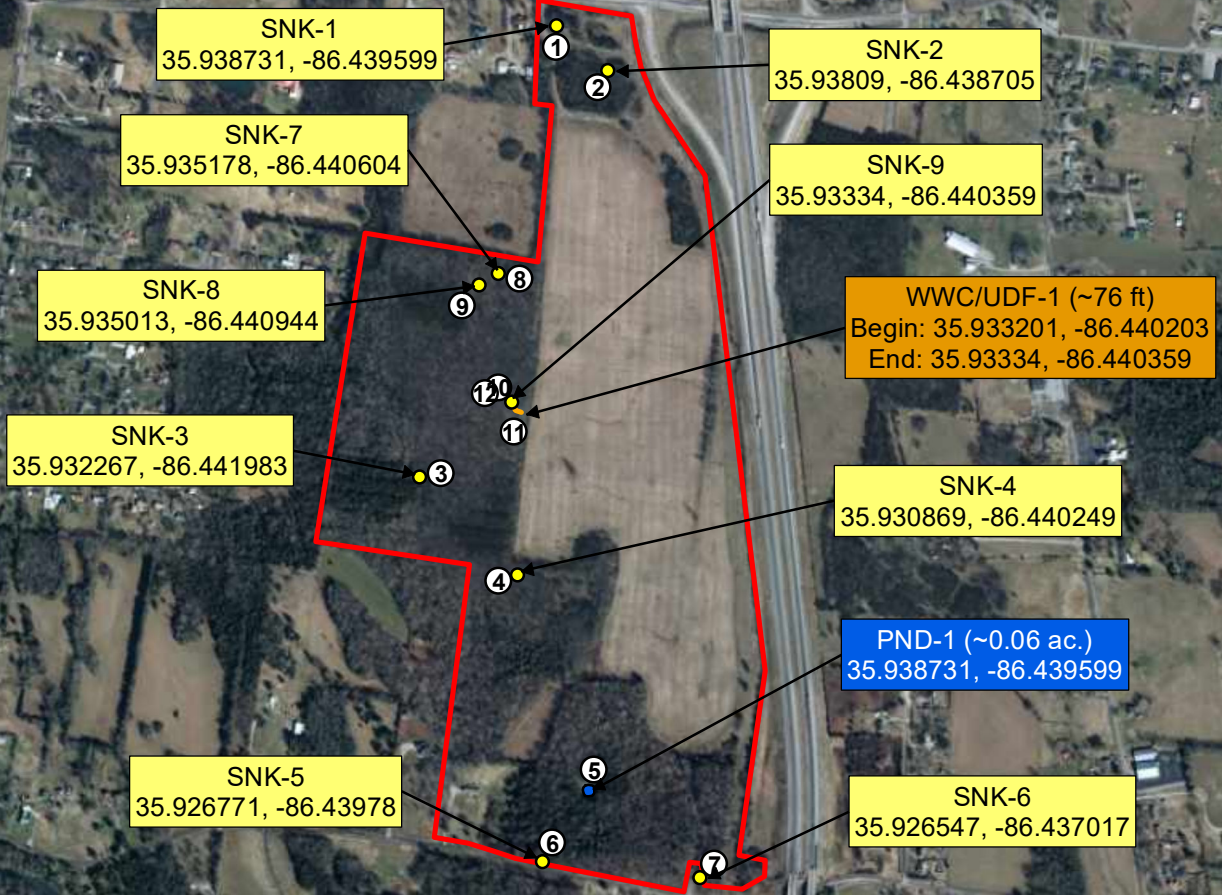 SNK-1
35.938731, -86.439599
SNK-2
35.93809, -86.438705
1
2
SNK-7
35.935178, -86.440604
SNK-9
35.93334, -86.440359
SNK-8
35.935013, -86.440944
8
9
WWC/UDF-1 (~76 ft)
Begin: 35.933201, -86.440203
End: 35.93334, -86.440359
10
12
11
SNK-3
35.932267, -86.441983
3
SNK-4
35.930869, -86.440249
4
PND-1 (~0.06 ac.)
35.938731, -86.439599
5
SNK-5
35.926771, -86.43978
SNK-6
35.926547, -86.437017
6
7